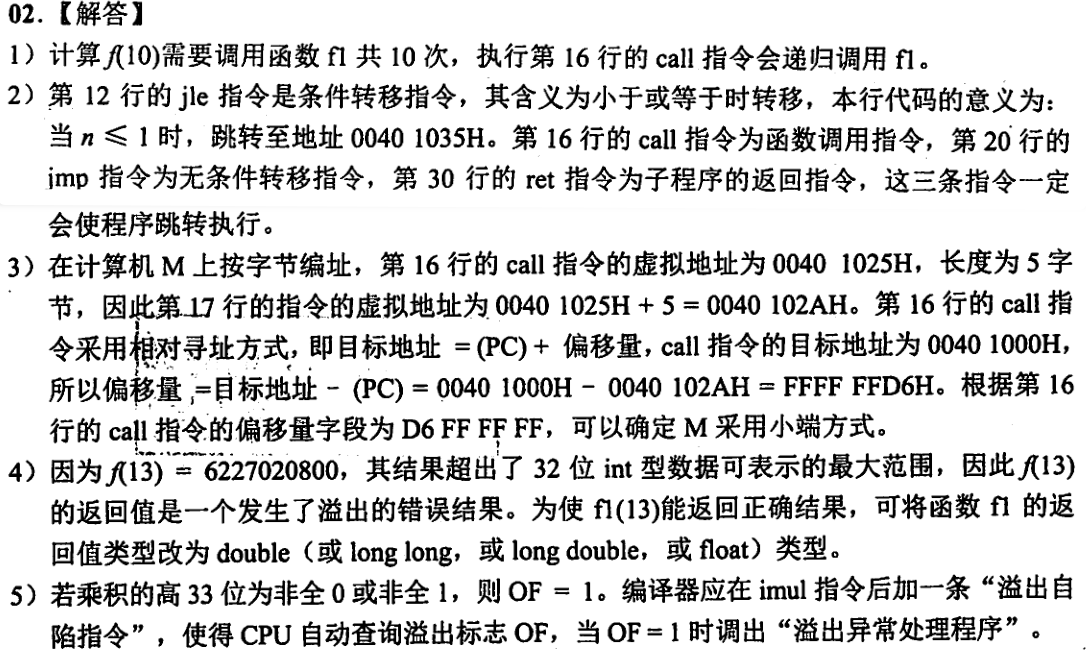 02.【解答】
1）计算f(10)需要调用函数 f1 共 10 次，执行第 16 行的 call 指令会递归调用 f1。
2）第 12 行的 jle 指令是条件转移指令，其含义为小于或等于时转移，本行代码的意义为：
当 n ≤ 1 时，跳转至地址 0040 1035H。第 16 行的 call 指令为函数调用指令，第 20 行的
jmp 指令为无条件转移指令，第 30 行的 ret 指令为子程序的返回指令，这三条指令一定
会使程序跳转执行。
3）在计算机 M 上按字节编址，第 16 行的 call 指令的虚拟地址为 0040 1025H，长度为 5 字
节，因此第 17 行的指令的虚拟地址为 0040 1025H + 5 = 0040 102AH。第 16 行的 call 指
令采用相对寻址方式，即目标地址 = (PC) + 偏移量，call 指令的目标地址为 0040 1000H，
所以偏移量 =目标地址 - (PC) = 0040 1000H - 0040 102AH = FFFF FFD6H。根据第 16
行的 call 指令的偏移量字段为 D6 FF FF FF，可以确定 M 采用小端方式。
4）因为 f(13) = 6227020800，其结果超出了 32 位 int 型数据可表示的最大范围，因此 f(13)
的返回值是一个发生了溢出的错误结果。为使 f1(13)能返回正确结果，可将函数 f1 的返
回值类型改为 double（或 long long，或 long double，或 float）类型。
5）若乘积的高 33 位为非全 0 或非全 1，则 OF = 1。编译器应在 imul 指令后加一条“溢出自
陷指令”，使得 CPU 自动查询溢出标志 OF，当 OF = 1 时调出“溢出异常处理程序”。